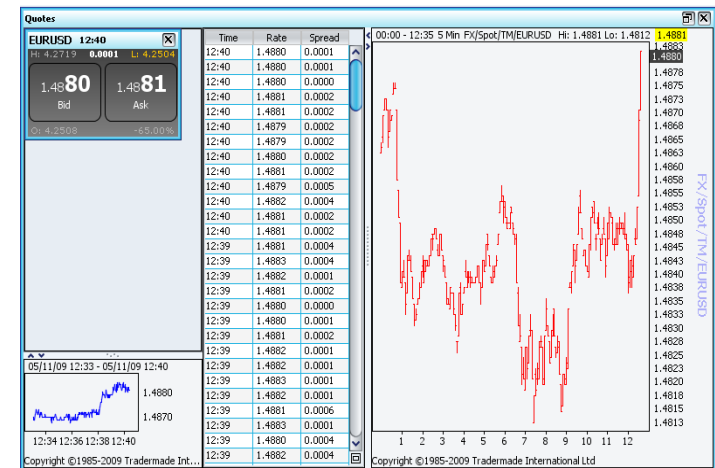 Quotes
EURUSD 12:40
H: 4.2719 0.0001 L: 4.2504
1.4880 1.4881
Bid Ask
O: 4.2508 -65.00%
05/11/09 12:33 - 05/11/09 12:40
1.4880
1.4870
12:34 12:36 12:38 12:40
Copyright ©1985-2009 Tradermade Int...
Time Rate Spread
12:40 1.4880 0.0001
12:40 1.4880 0.0001
12:40 1.4880 0.0000
12:40 1.4881 0.0002
12:40 1.4881 0.0002
12:40 1.4879 0.0002
12:40 1.4879 0.0002
12:40 1.4880 0.0002
12:40 1.4881 0.0002
12:40 1.4879 0.0005
12:40 1.4882 0.0004
12:40 1.4881 0.0002
12:40 1.4881 0.0002
12:39 1.4881 0.0004
12:39 1.4883 0.0004
12:39 1.4882 0.0001
12:39 1.4881 0.0002
12:39 1.4880 0.0000
12:39 1.4880 0.0001
12:39 1.4881 0.0002
12:39 1.4882 0.0001
12:39 1.4882 0.0001
12:39 1.4883 0.0001
12:39 1.4882 0.0001
12:39 1.4881 0.0006
12:39 1.4883 0.0001
12:39 1.4880 0.0004
12:39 1.4882 0.0004
00:00 - 12:35 5 Min FX/Spot/TM/EURUSD Hi: 1.4881 Lo: 1.4812 1.4881
1.4883
1.4880
1.4878
1.4875
1.4873
1.4870
1.4868
1.4865
1.4863
1.4860
1.4858
1.4855
1.4853
1.4850
1.4848
1.4845
1.4843
1.4840
1.4838
1.4835
1.4833
1.4830
1.4828
1.4825
1.4823
1.4820
1.4818
1.4815
1.4813
FX/Spot/TM/EURUSD
1 2 3 4 5 6 7 8 9 10 11 12
Copyright ©1985-2009 Tradermade International Ltd